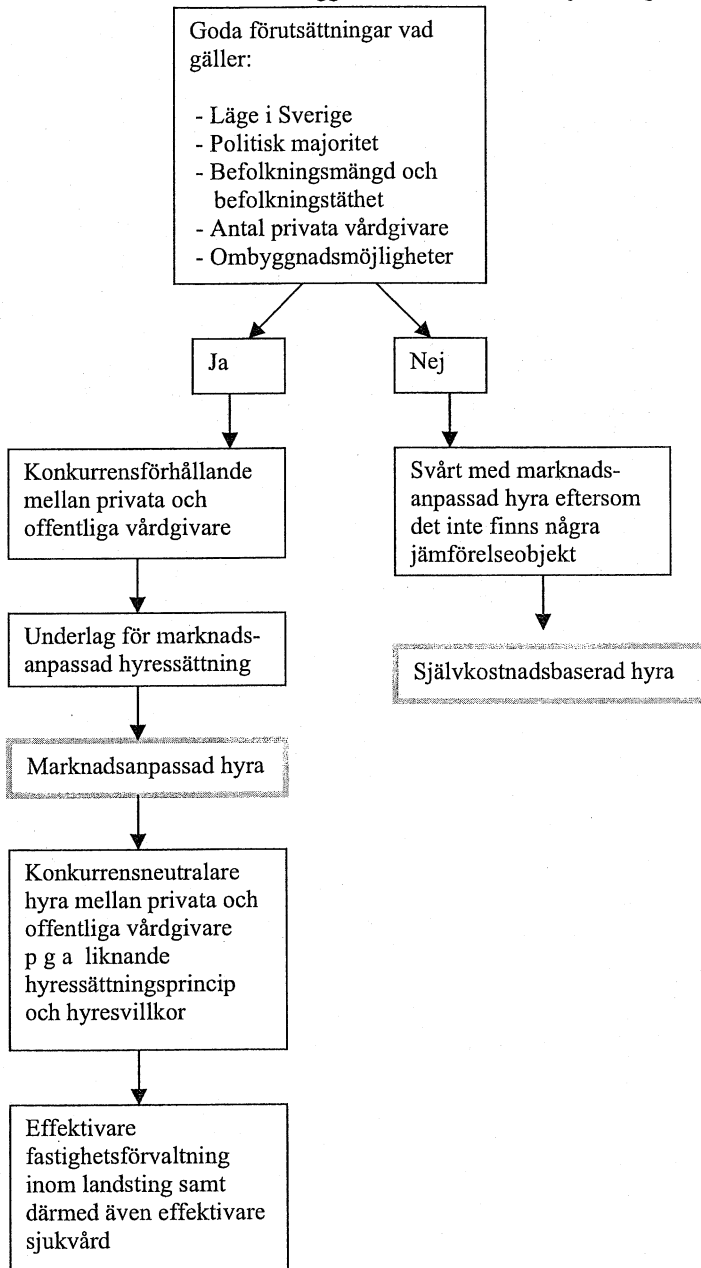 Goda förutsättningar vad
gäller:
- Läge i Sverige
- Politisk majoritet
- Befolkningsmängd och
befolkningstäthet
- Antal privata vårdgivare
- Ombyggnadsmöjligheter
Ja
Nej
Konkurrensförhållande
mellan privata och
offentliga vårdgivare
Svårt med marknads-
anpassad hyra eftersom
det inte finns några
jämförelseobjekt
Underlag för marknads-
anpassad hyressättning
Självkostnadsbaserad hyra
Marknadsanpassad hyra
Konkurrensneutralare
hyra mellan privata och
offentliga vårdgivare
p g a liknande
hyressättningsprincip
och hyresvillkor
Effektivare
fastighetsförvaltning
inom landsting samt
därmed även effektivare
sjukvård